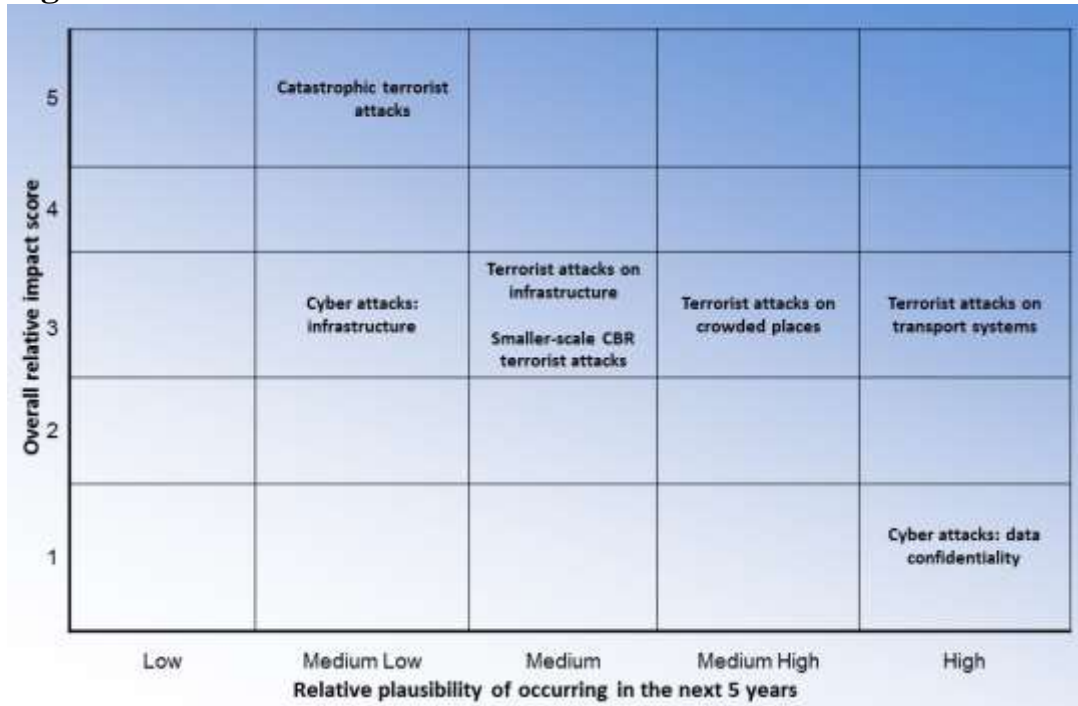 5
Catastrophic terrorist
attacks
4
3
Cyber attacks:
infrastructure
Terrorist attacks on
infrastructure
Smaller-scale CBR
terrorist attacks
Terrorist attacks on
crowded places
Terrorist attacks on
transport systems
2
1
Cyber attacks: data
confidentiality
Overall relative impact score
Low
Medium Low
Medium
Medium High
High
Relative plausibility of occurring in the next 5 years